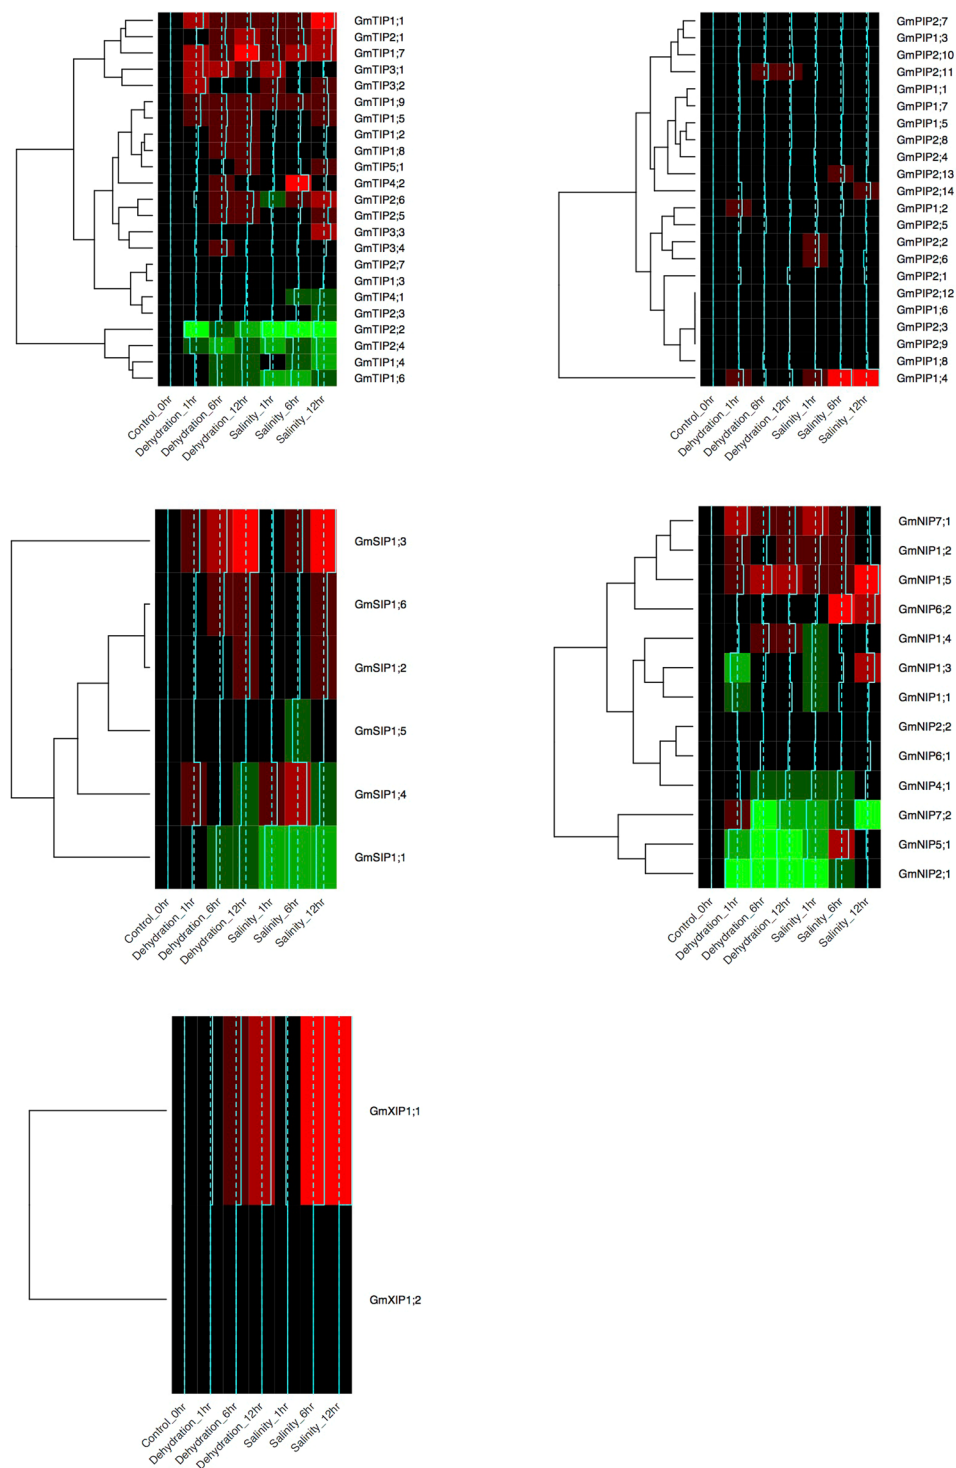 GmTIP1;1
GmTIP2;1
GmTIP1;7
GmTIP3;1
GmTIP3;2
GmTIP1;9
GmTIP1;5
GmTIP1;2
GmTIP1;8
GmTIP5;1
GmTIP4;2
GmTIP2;6
GmTIP2;5
GmTIP3;3
GmTIP3;4
GmTIP2;7
GmTIP1;3
GmTIP4;1
GmTIP2;3
GmTIP2;2
GmTIP2;4
GmTIP1;4
GmTIP1;6
Control_0hr
Dehydration_1hr
Dehydration_6hr
Dehydration_12hr
Salinity_1hr
Salinity_6hr
Salinity_12hr
GmPIP2;7
GmPIP1;3
GmPIP2;10
GmPIP2;11
GmPIP1;1
GmPIP1;7
GmPIP1;5
GmPIP2;8
GmPIP2;4
GmPIP2;13
GmPIP2;14
GmPIP1;2
GmPIP2;5
GmPIP2;2
GmPIP2;6
GmPIP2;1
GmPIP2;12
GmPIP1;6
GmPIP2;3
GmPIP2;9
GmPIP1;8
GmPIP1;4
Control_0hr
Dehydration_1hr
Dehydration_6hr
Dehydration_12hr
Salinity_1hr
Salinity_6hr
Salinity_12hr
GmSIP1;3
GmSIP1;6
GmSIP1;2
GmSIP1;5
GmSIP1;4
GmSIP1;1
Control_0hr
Dehydration_1hr
Dehydration_6hr
Dehydration_12hr
Salinity_1hr
Salinity_6hr
Salinity_12hr
GmNIP7;1
GmNIP1;2
GmNIP1;5
GmNIP6;2
GmNIP1;4
GmNIP1;3
GmNIP1;1
GmNIP2;2
GmNIP6;1
GmNIP4;1
GmNIP7;2
GmNIP5;1
GmNIP2;1
Control_0hr
Dehydration_1hr
Dehydration_6hr
Dehydration_12hr
Salinity_1hr
Salinity_6hr
Salinity_12hr
GmXIP1;1
GmXIP1;2
Control_0hr
Dehydration_1hr
Dehydration_6hr
Dehydration_12hr
Salinity_1hr
Salinity_6hr
Salinity_12hr